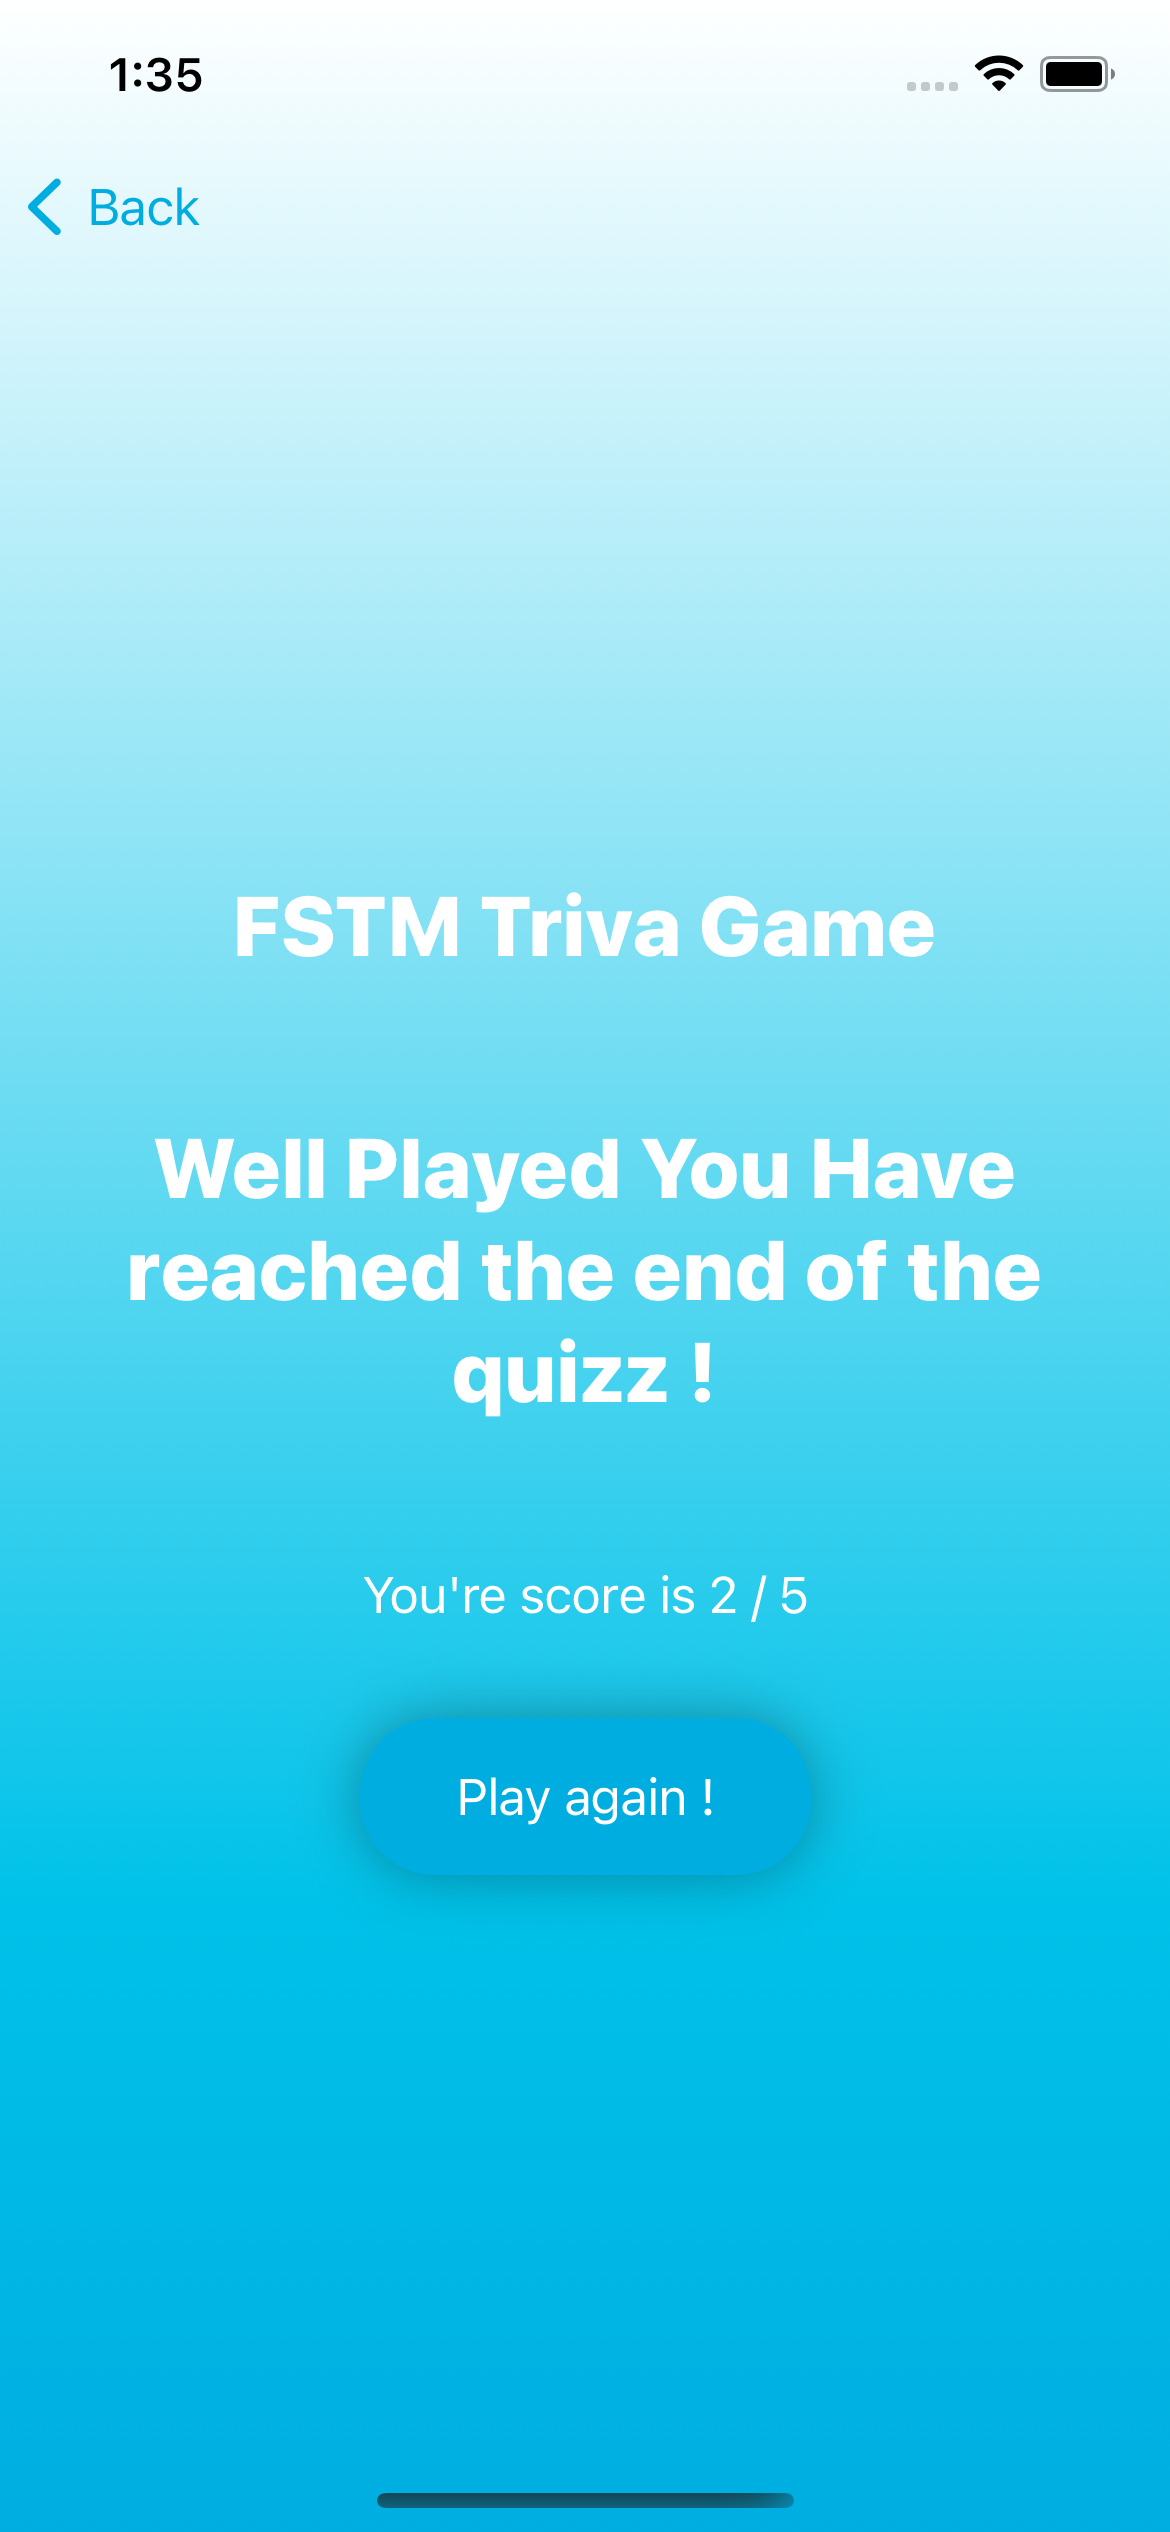 1:35
Back
FSTM Triva Game
Well Played You Have
reached the end of the
quizz !
You're score is 2 / 5
Play again !